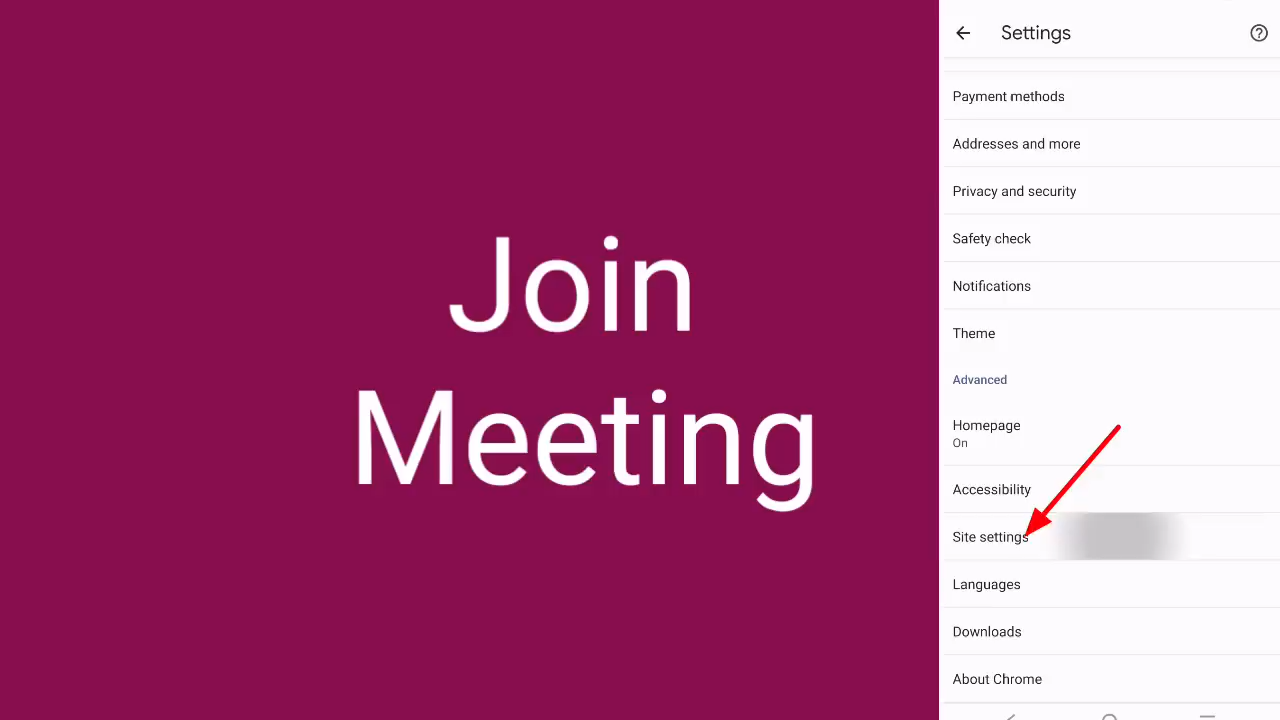 Join
Meeting
Settings
Payment methods
Addresses and more
Privacy and security
Safety check
Notifications
Theme
Advanced
Homepage
On
Accessibility
Site settings
Languages
Downloads
About Chrome